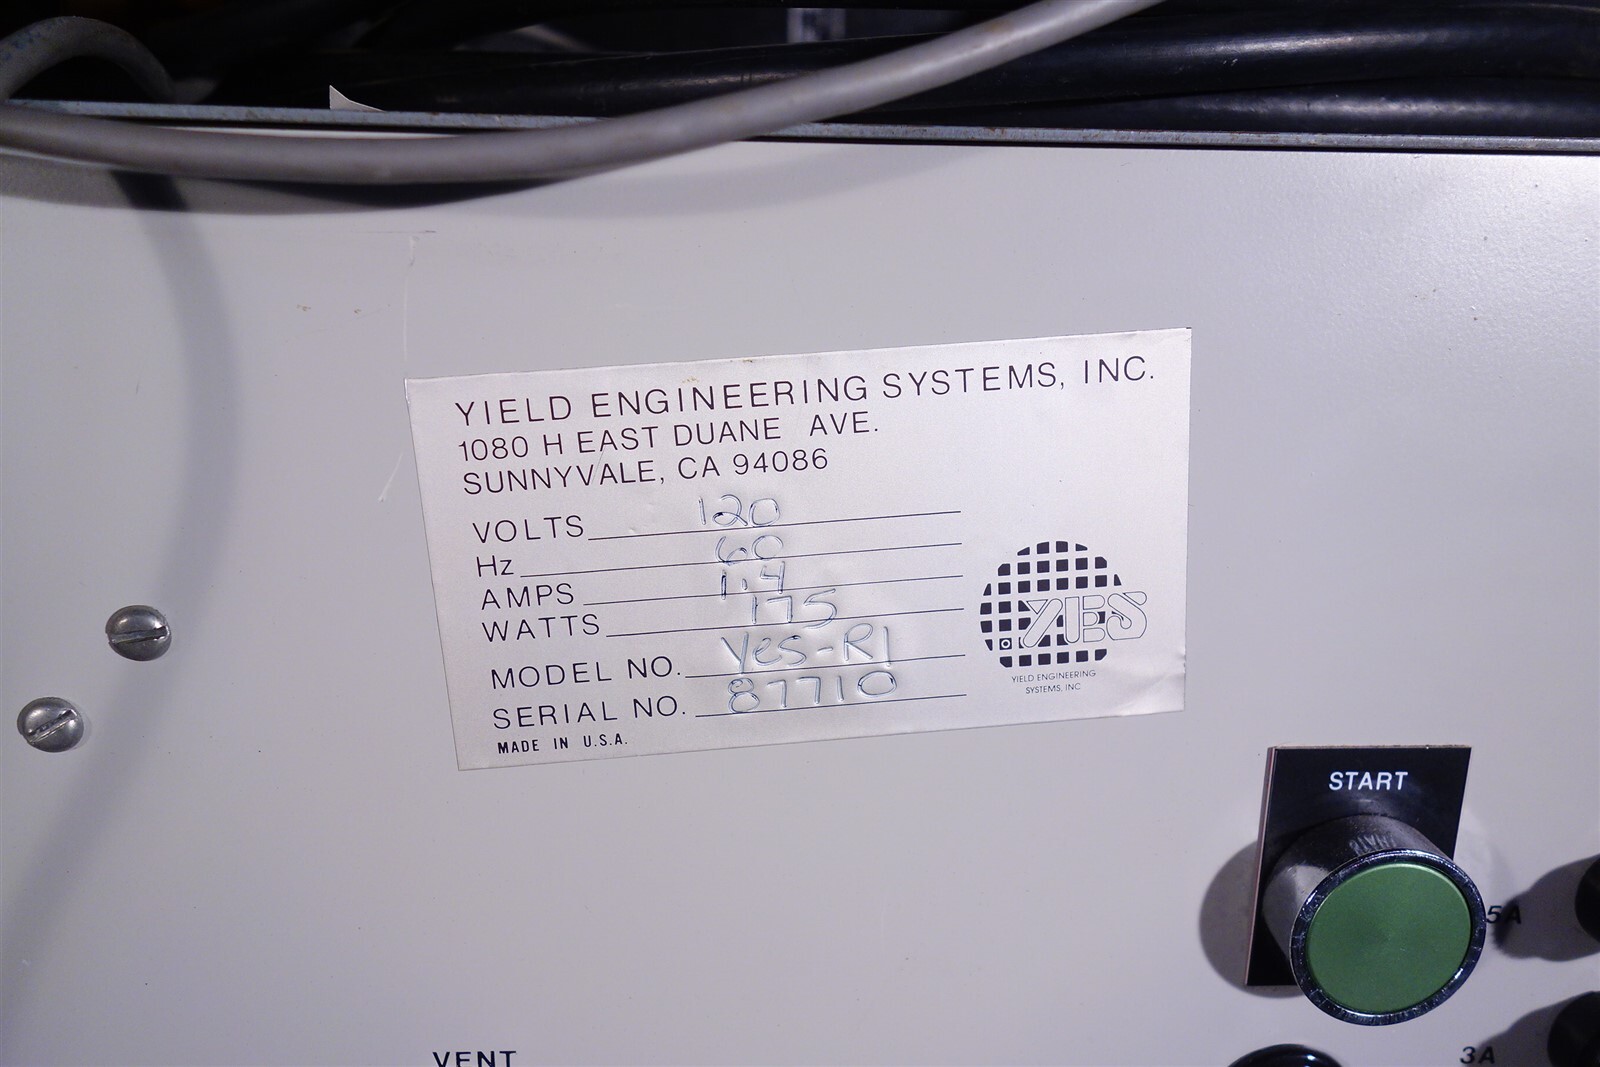 YIELD ENGINEERING SYSTEMS, INC.
1080 H EAST DUANE AVE.
SUNNYVALE, CA 94086
VOLTS 120
Hz 60
AMPS 1.4
WATTS 175
MODEL NO. Yes-R1
SERIAL NO. 87710
MADE IN U.S.A.
YES
YIELD ENGINEERING
SYSTEMS, INC
START
5A
3A
VENT